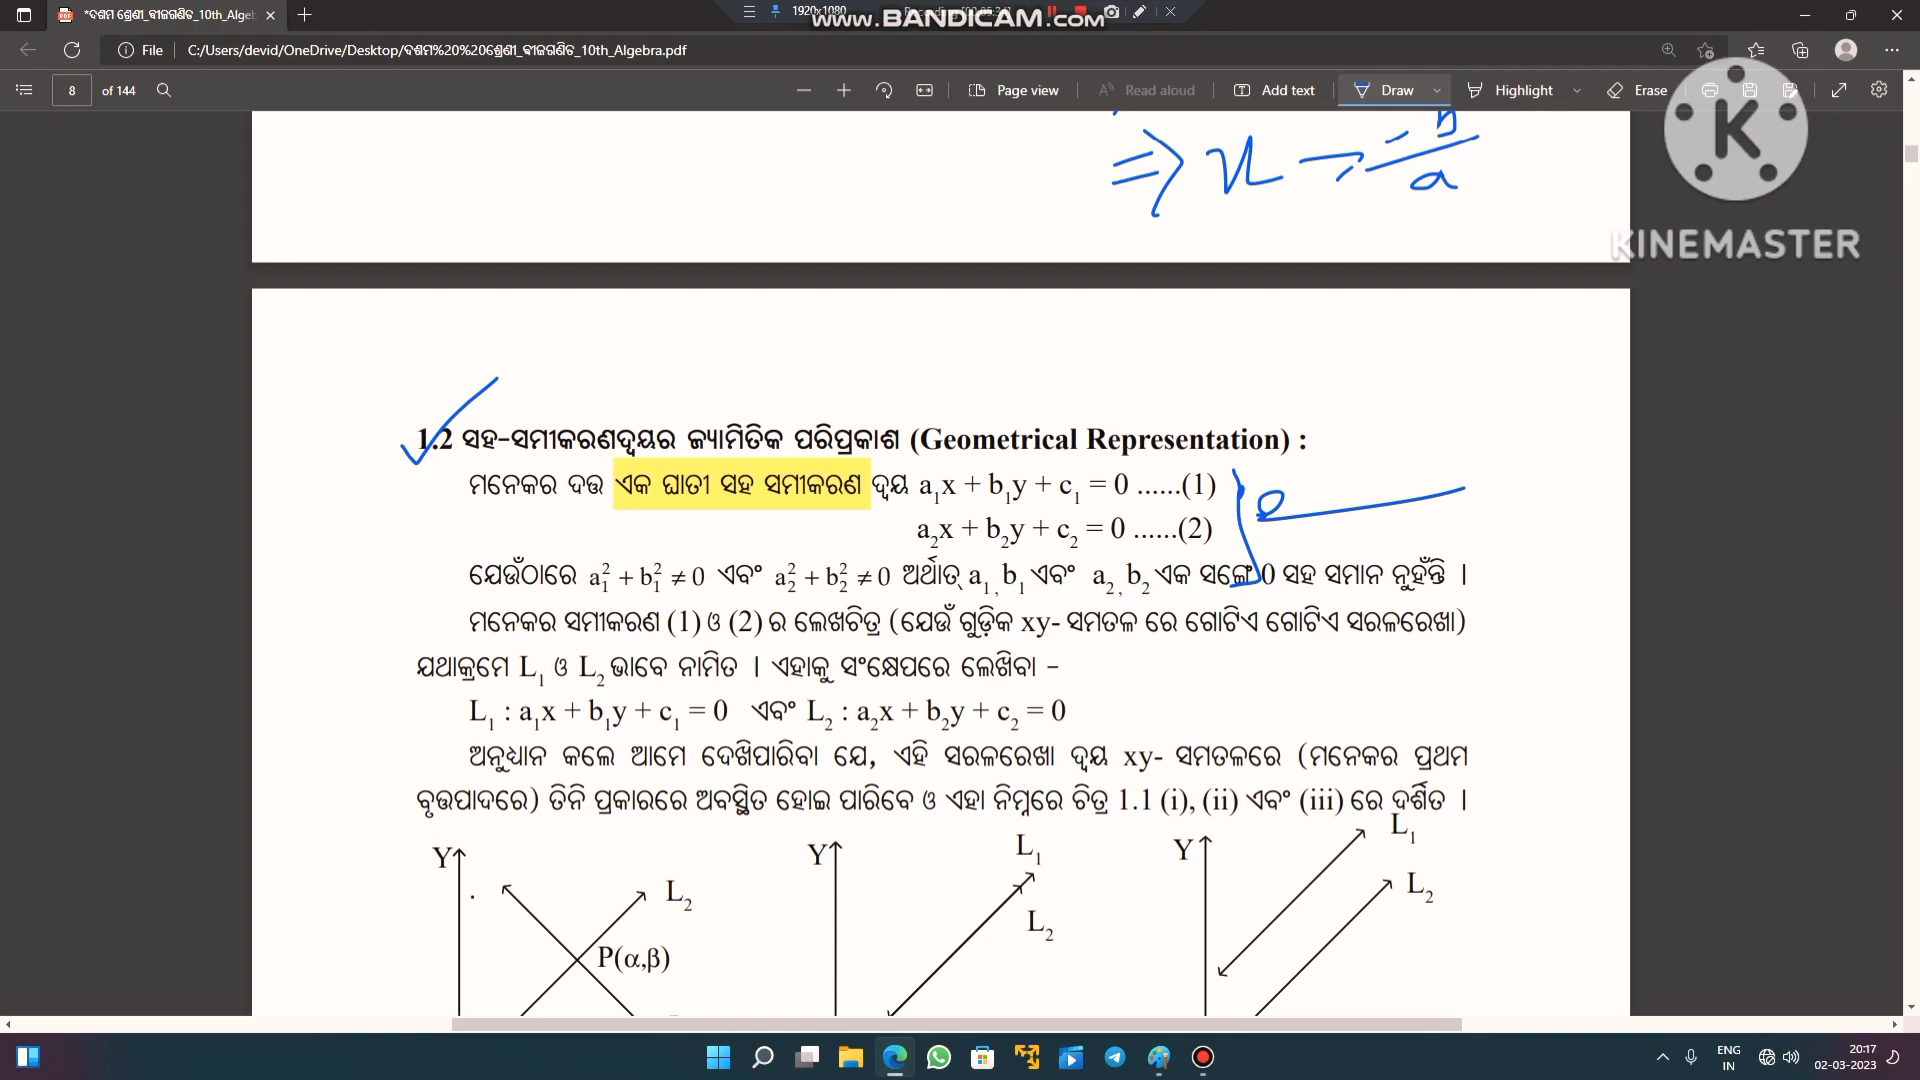 *ଦଶମ ଶ୍ରେଣୀ_ବୀଜଗଣିତ_10th_Algeb
1920x1080
www.BANDICAM.com
File C:/Users/devid/OneDrive/Desktop/ଦଶମ%20%20ଶ୍ରେଣୀ_ବୀଜଗଣିତ_10th_Algebra.pdf
8 of 144 Page view Read aloud Add text Draw Highlight Erase
⇒ x → -b/a
K
KINEMASTER
1.2 ସହ-ସମୀକରଣଦ୍ୱୟର ଜ୍ୟାମିତିକ ପରିପ୍ରକାଶ (Geometrical Representation) :
ମନେକର ଦତ୍ତ ଏକ ଘାତୀ ସହ ସମୀକରଣ ଦ୍ୱୟ a₁x + b₁y + c₁ = 0 ......(1)
a₂x + b₂y + c₂ = 0 ......(2)
ଯେଉଁଠାରେ a₁² + b₁² ≠ 0 ଏବଂ a₂² + b₂² ≠ 0 ଅର୍ଥାତ୍ a₁, b₁ ଏବଂ a₂, b₂ ଏକ ସଙ୍ଗେ 0 ସହ ସମାନ ନୁହଁନ୍ତି ।
ମନେକର ସମୀକରଣ (1) ଓ (2) ର ଲେଖଚିତ୍ର (ଯେଉଁ ଗୁଡ଼ିକ xy- ସମତଳ ରେ ଗୋଟିଏ ଗୋଟିଏ ସରଳରେଖା)
ଯଥାକ୍ରମେ L₁ ଓ L₂ ଭାବେ ନାମିତ । ଏହାକୁ ସଂକ୍ଷେପରେ ଲେଖିବା –
L₁ : a₁x + b₁y + c₁ = 0 ଏବଂ L₂ : a₂x + b₂y + c₂ = 0
ଅନୁଧ୍ୟାନ କଲେ ଆମେ ଦେଖିପାରିବା ଯେ, ଏହି ସରଳରେଖା ଦ୍ୱୟ xy- ସମତଳରେ (ମନେକର ପ୍ରଥମ
ବୃତ୍ତପାଦରେ) ତିନି ପ୍ରକାରରେ ଅବସ୍ଥିତ ହୋଇ ପାରିବେ ଓ ଏହା ନିମ୍ନରେ ଚିତ୍ର 1.1 (i), (ii) ଏବଂ (iii) ରେ ଦର୍ଶିତ ।
Y L₂ P(α,β)
Y L₁ L₂
Y L₁ L₂
ENG IN
20:17
02-03-2023